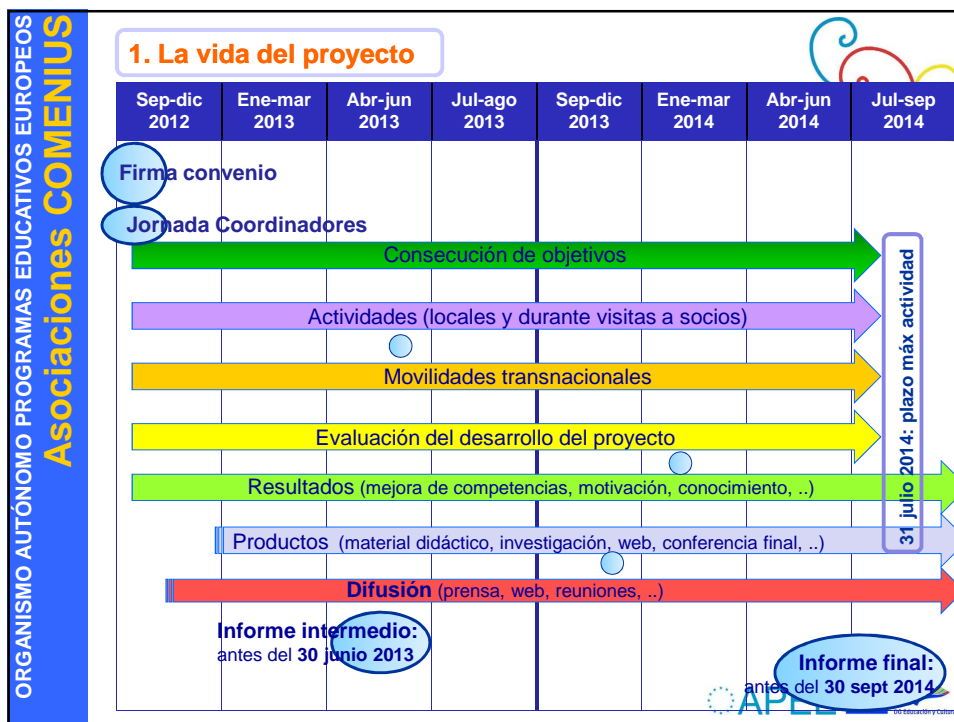 ORGANISMO AUTÓNOMO PROGRAMAS EDUCATIVOS EUROPEOS
Asociaciones COMENIUS
1. La vida del proyecto
Sep-dic 2012
Ene-mar 2013
Abr-jun 2013
Jul-ago 2013
Sep-dic 2013
Ene-mar 2014
Abr-jun 2014
Jul-sep 2014
Firma convenio
Jornada Coordinadores
Consecución de objetivos
Actividades (locales y durante visitas a socios)
Movilidades transnacionales
Evaluación del desarrollo del proyecto
Resultados (mejora de competencias, motivación, conocimiento, ..)
Productos (material didáctico, investigación, web, conferencia final, ..)
Difusión (prensa, web, reuniones, ..)
31 julio 2014: plazo máx actividad
Informe intermedio:
antes del 30 junio 2013
Informe final:
antes del 30 sept 2014
DG Educación y Cultura